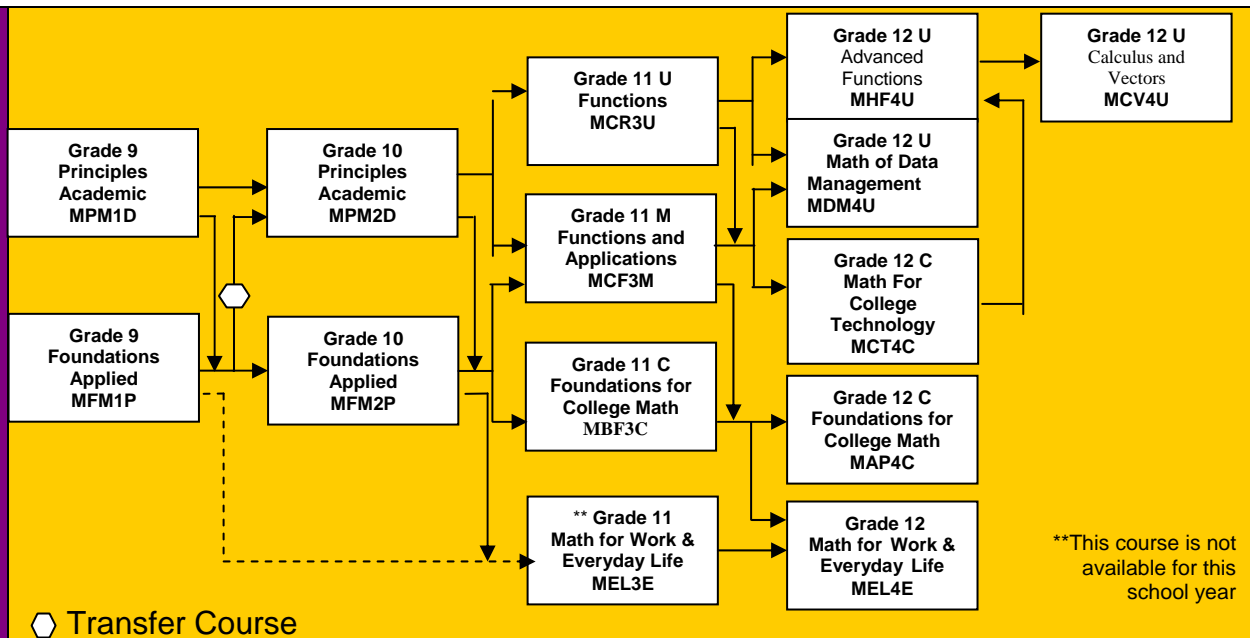 Grade 9
Principles
Academic
MPM1D
Grade 9
Foundations
Applied
MFM1P
Grade 10
Principles
Academic
MPM2D
Grade 10
Foundations
Applied
MFM2P
Grade 11 U
Functions
MCR3U
Grade 11 M
Functions and
Applications
MCF3M
Grade 11 C
Foundations for
College Math
MBF3C
** Grade 11
Math for Work &
Everyday Life
MEL3E
Grade 12 U
Advanced
Functions
MHF4U
Grade 12 U
Math of Data
Management
MDM4U
Grade 12 C
Math For
College
Technology
MCT4C
Grade 12 C
Foundations for
College Math
MAP4C
Grade 12
Math for Work &
Everyday Life
MEL4E
Grade 12 U
Calculus and
Vectors
MCV4U
**This course is not
available for this
school year
Transfer Course